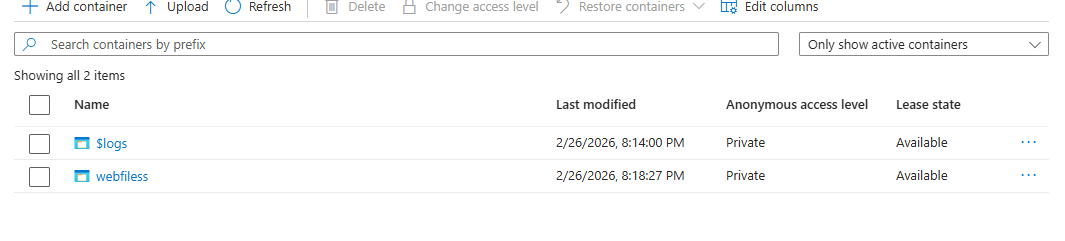 Add container Upload Refresh Delete Change access level Restore containers Edit columns
Search containers by prefix Only show active containers
Showing all 2 items
Name Last modified Anonymous access level Lease state
$logs 2/26/2026, 8:14:00 PM Private Available ...
webfiless 2/26/2026, 8:18:27 PM Private Available ...